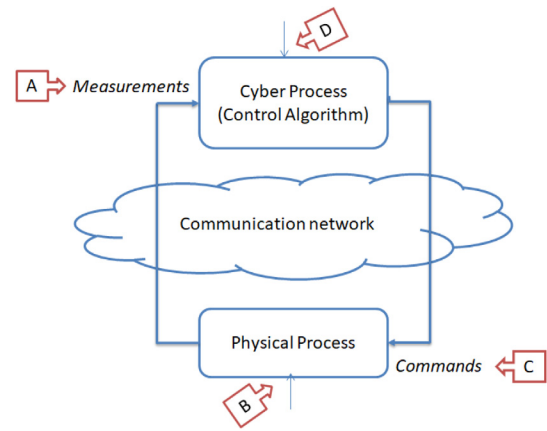 D
A
Measurements
Cyber Process
(Control Algorithm)
Communication network
Physical Process
Commands
C
B